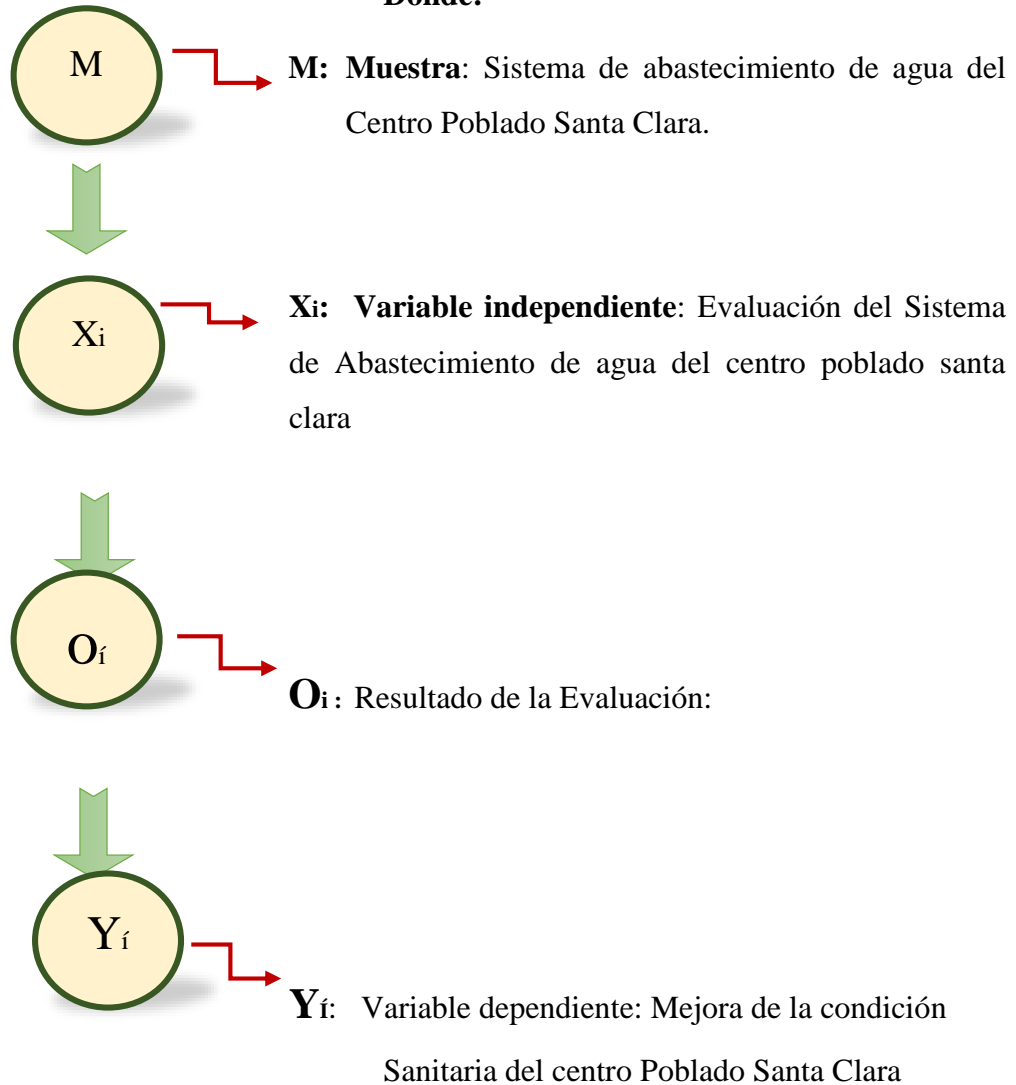 Donde:
M
M: Muestra: Sistema de abastecimiento de agua del
Centro Poblado Santa Clara.
Xi
Xi: Variable independiente: Evaluación del Sistema
de Abastecimiento de agua del centro poblado santa
clara
Oí
Oi : Resultado de la Evaluación:
Yí
Yí: Variable dependiente: Mejora de la condición
Sanitaria del centro Poblado Santa Clara